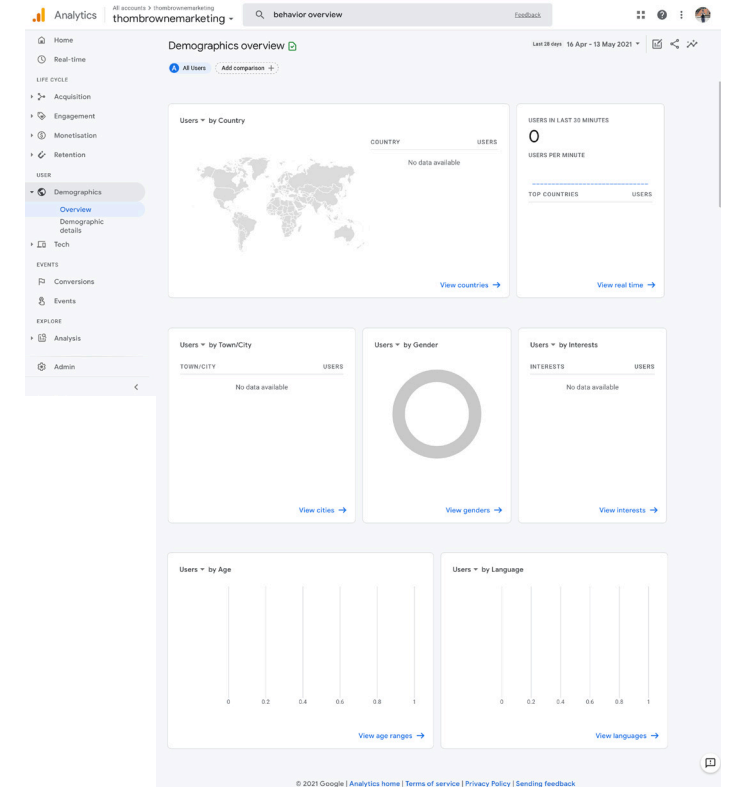 Analytics
All accounts > thombrownemarketing
thombrownemarketing
behavior overview
Feedback
Home
Real-time
LIFE CYCLE
Acquisition
Engagement
Monetisation
Retention
USER
Demographics
Overview
Demographic
details
Tech
EVENTS
Conversions
Events
EXPLORE
Analysis
Admin
Demographics overview
Last 28 days 16 Apr - 13 May 2021
A All Users
Add comparison +
Users by Country
COUNTRY USERS
No data available
View countries →
USERS IN LAST 30 MINUTES
0
USERS PER MINUTE
TOP COUNTRIES USERS
View real time →
Users by Town/City
TOWN/CITY USERS
No data available
View cities →
Users by Gender
View genders →
Users by Interests
INTERESTS USERS
No data available
View interests →
Users by Age
0 0.2 0.4 0.6 0.8 1
View age ranges →
Users by Language
0 0.2 0.4 0.6 0.8 1
View languages →
© 2021 Google | Analytics home | Terms of service | Privacy Policy | Sending feedback